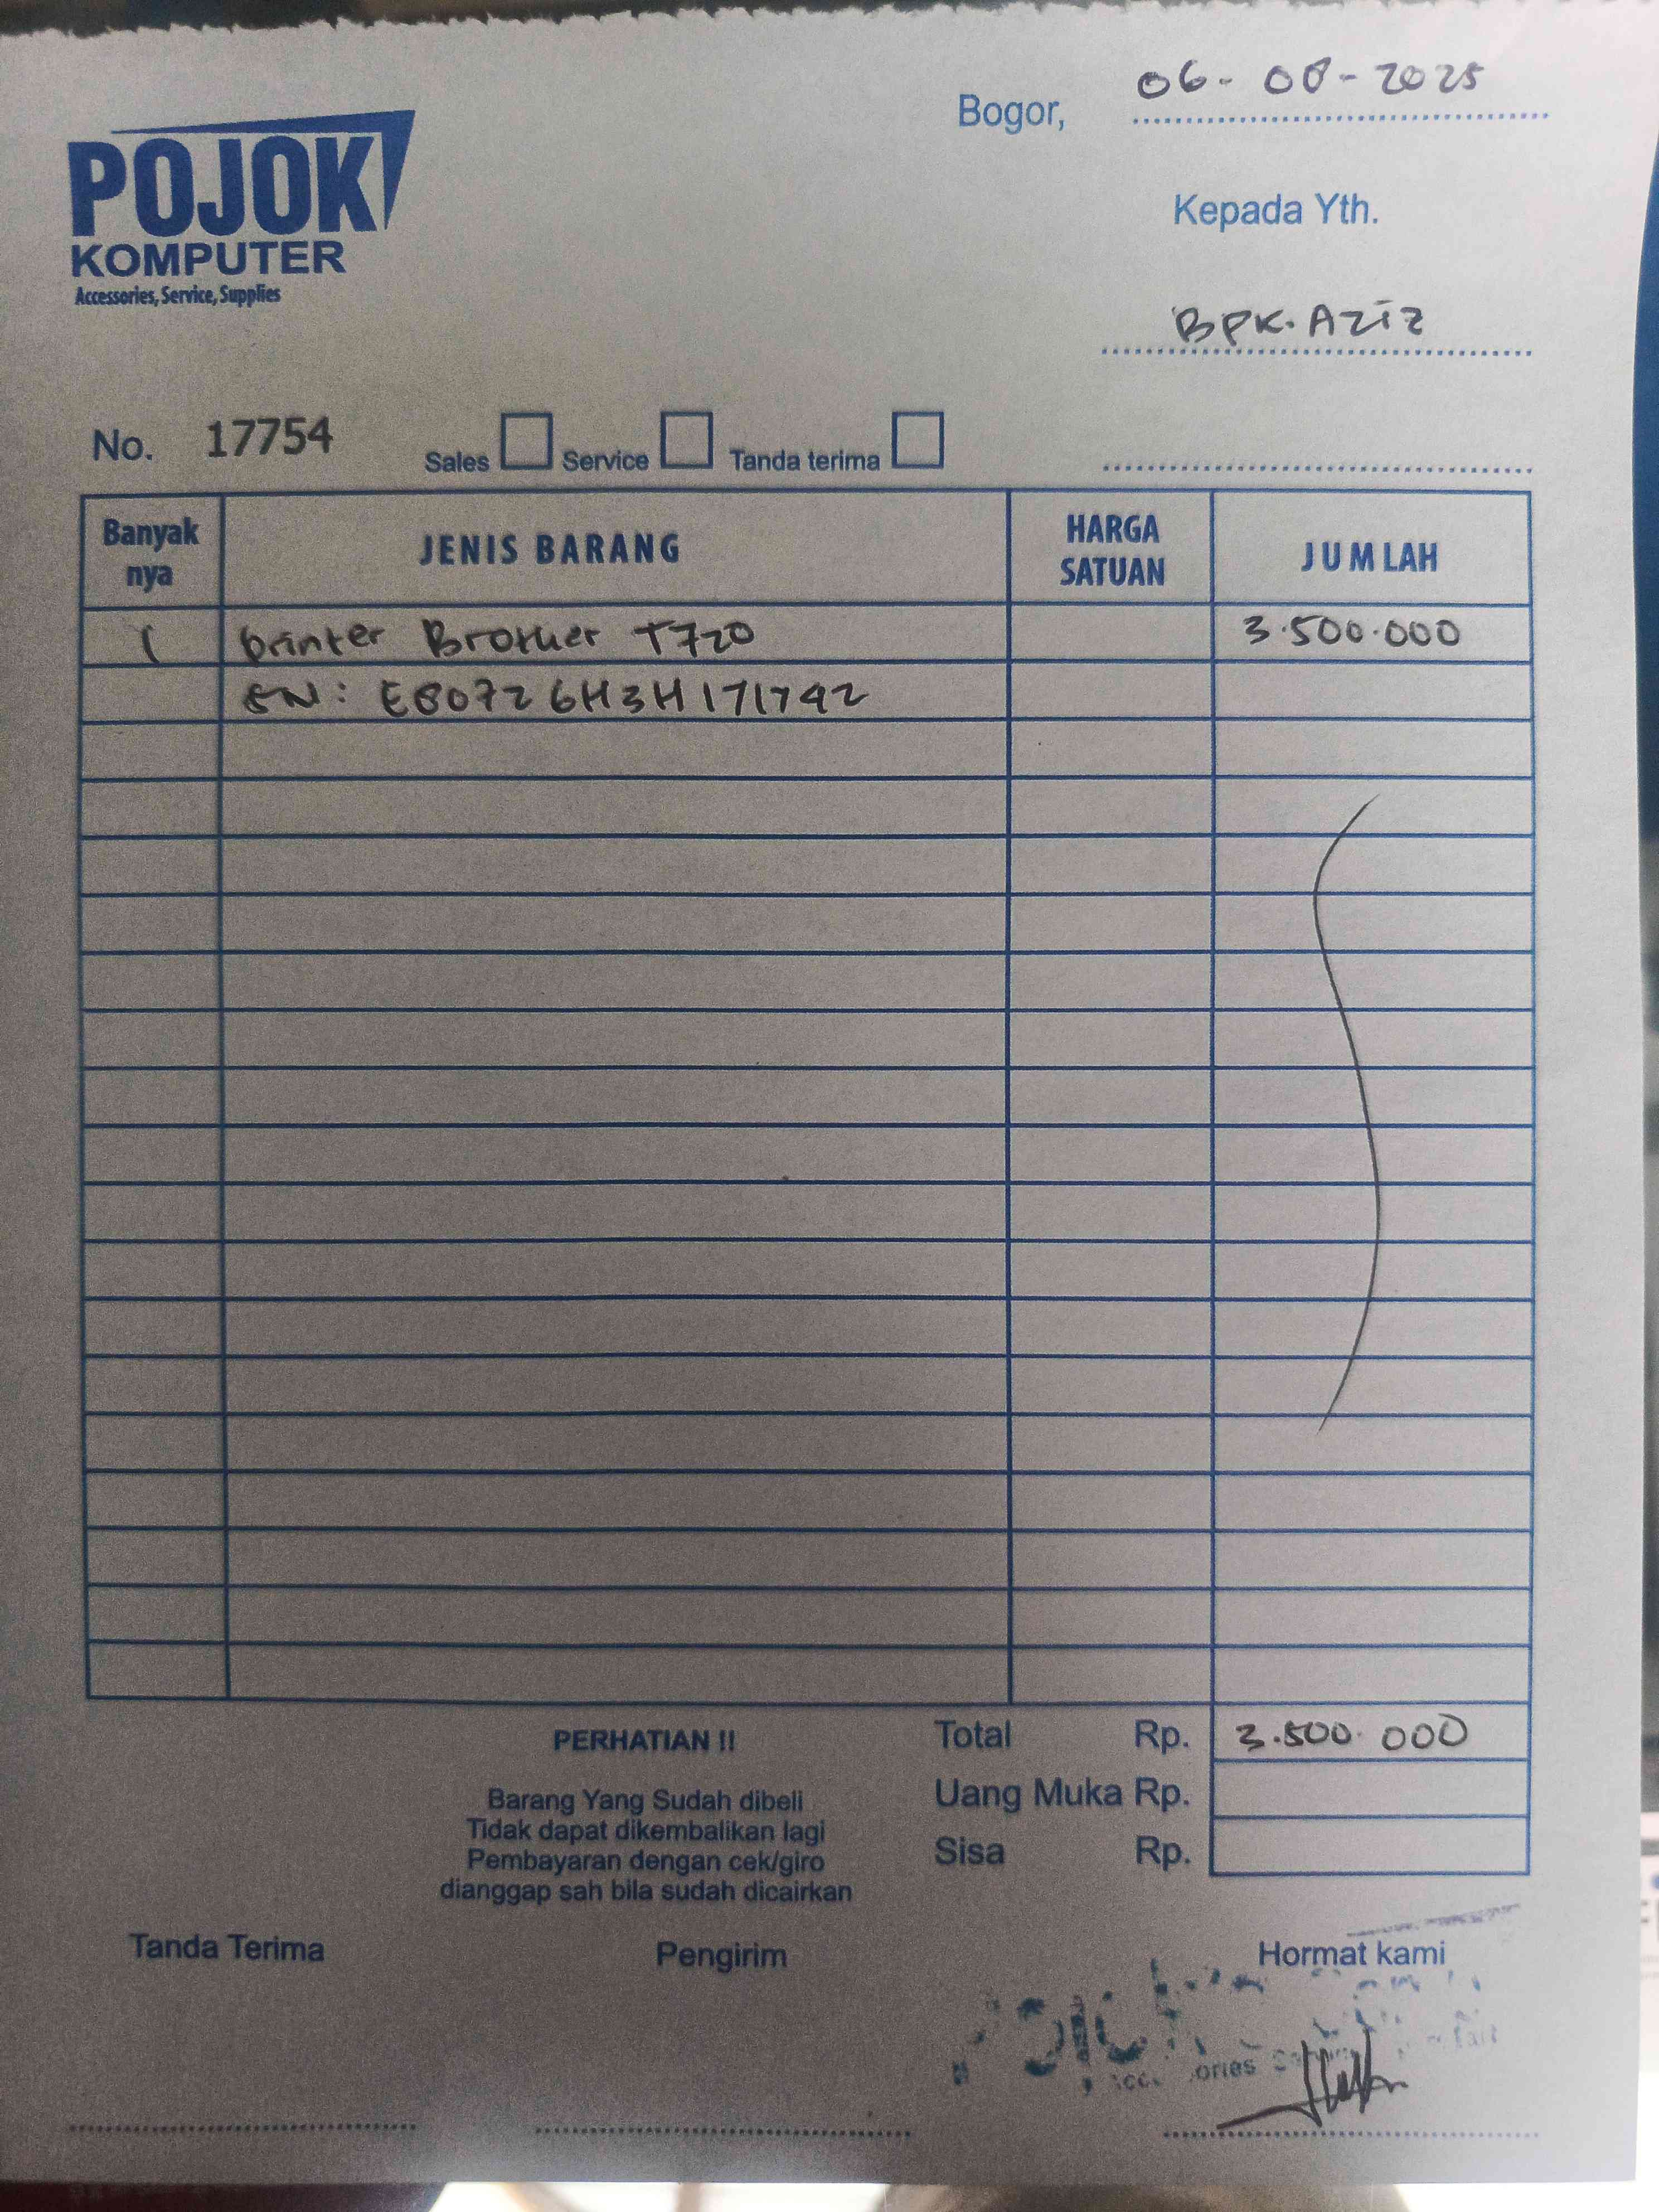 06-08-2025
Bogor,
POJOK
KOMPUTER
Accessories, Service, Supplies
Kepada Yth.
BPK. AZIZ
No. 17754 Sales Service Tanda terima
Banyak nya JENIS BARANG HARGA SATUAN JUMLAH
1 printer Brother T720 3.500.000
SN: E80726H3H171742
PERHATIAN !! Total Rp. 3.500.000
Barang Yang Sudah dibeli Uang Muka Rp.
Tidak dapat dikembalikan lagi
Pembayaran dengan cek/giro Sisa Rp.
dianggap sah bila sudah dicairkan
Tanda Terima Pengirim Hormat kami